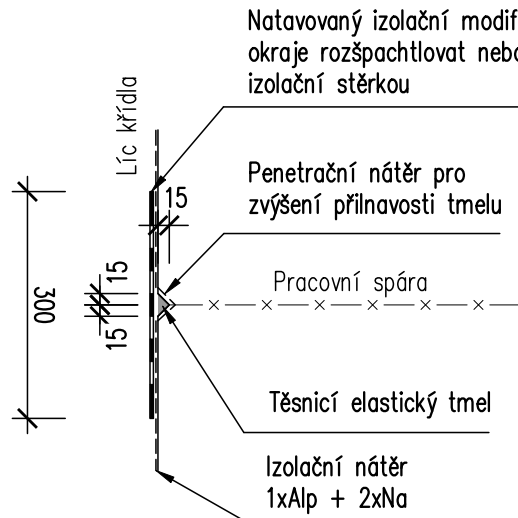 Natavovaný izolační modif
okraje rozšpachtlovat nebo
izolační stěrkou
Líc křídla
Penetrační nátěr pro
zvýšení přilnavosti tmelu
15
15
300
15
Pracovní spára
Těsnicí elastický tmel
Izolační nátěr
1xAlp + 2xNa